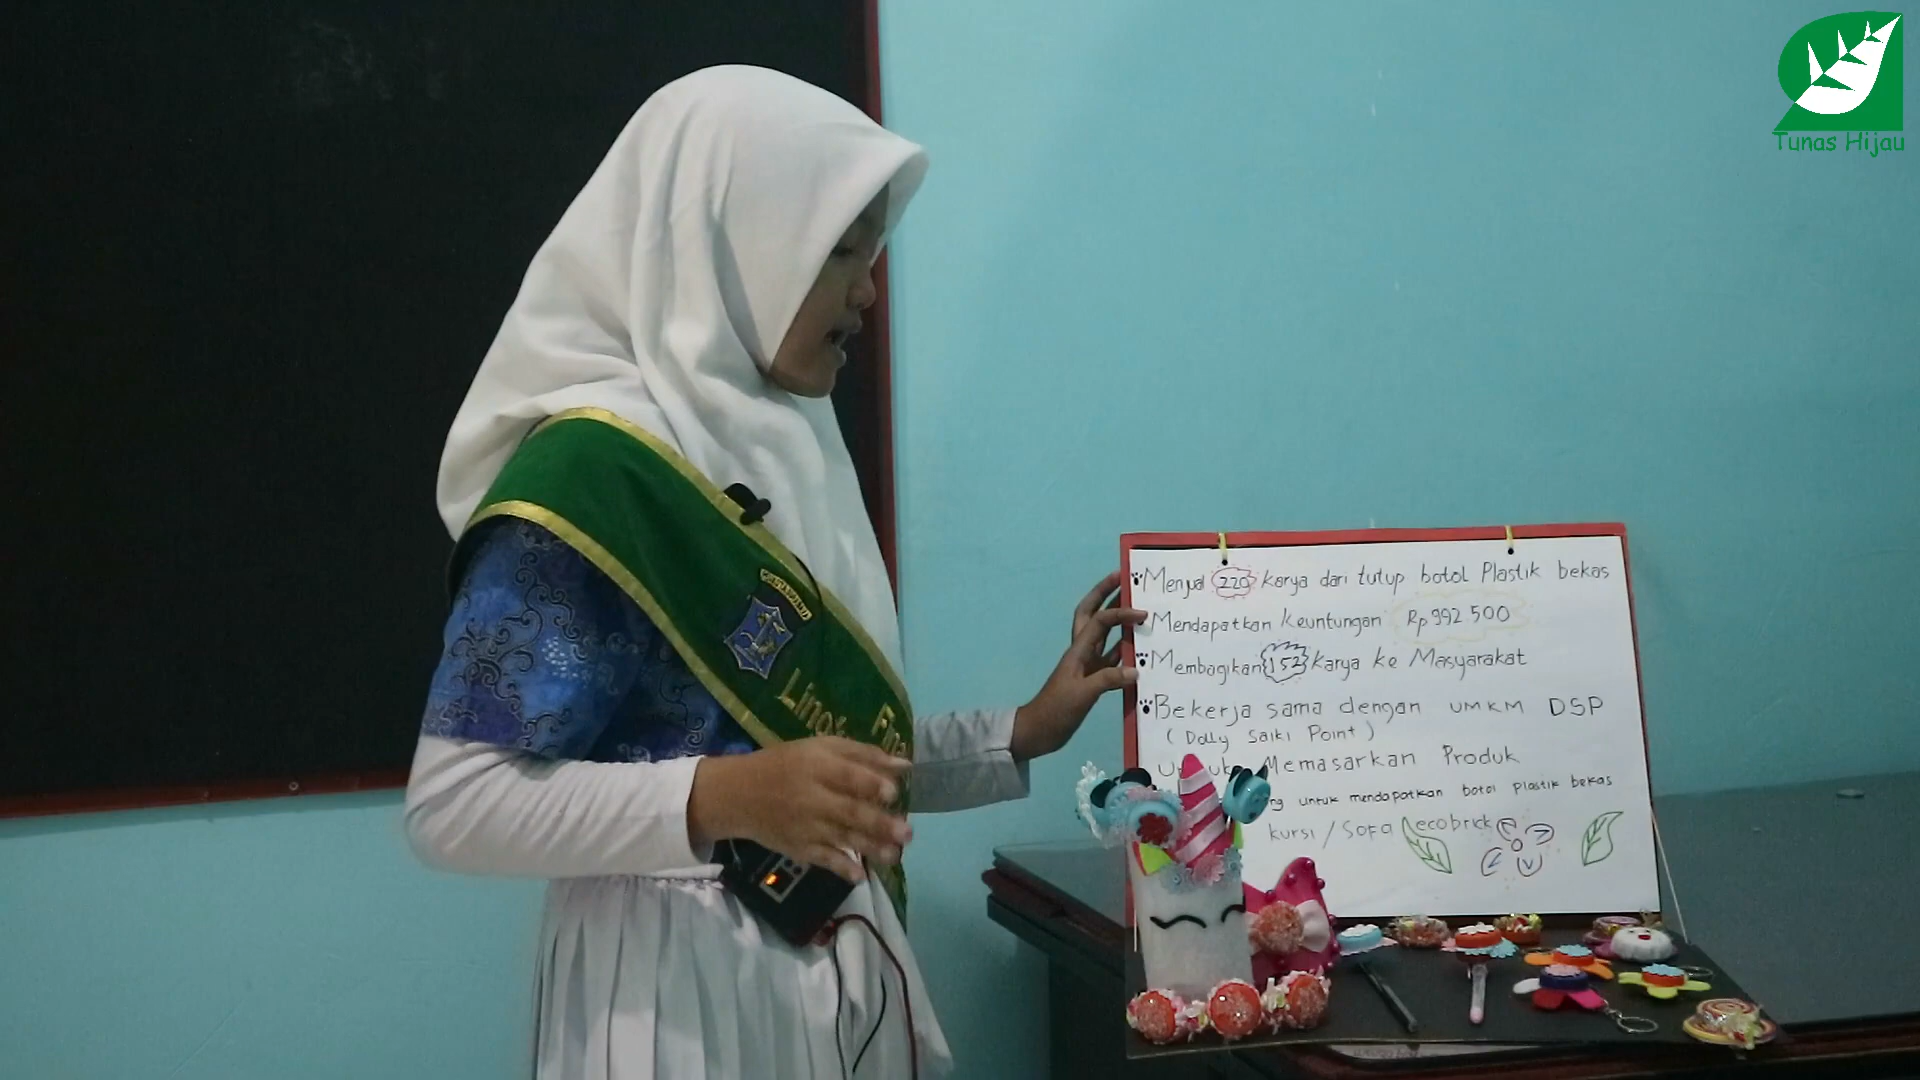 Tunas Hijau
Menjual 220 karya dari tutup botol Plastik bekas
Mendapatkan Keuntungan Rp 992.500
Membagikan 152 Karya ke Masyarakat
Bekerja sama dengan UMKM DSP
(Dolly Saiki Point)
Memasarkan Produk
untuk mendapatkan botol plastik bekas
kursi / Sofa ecobrick